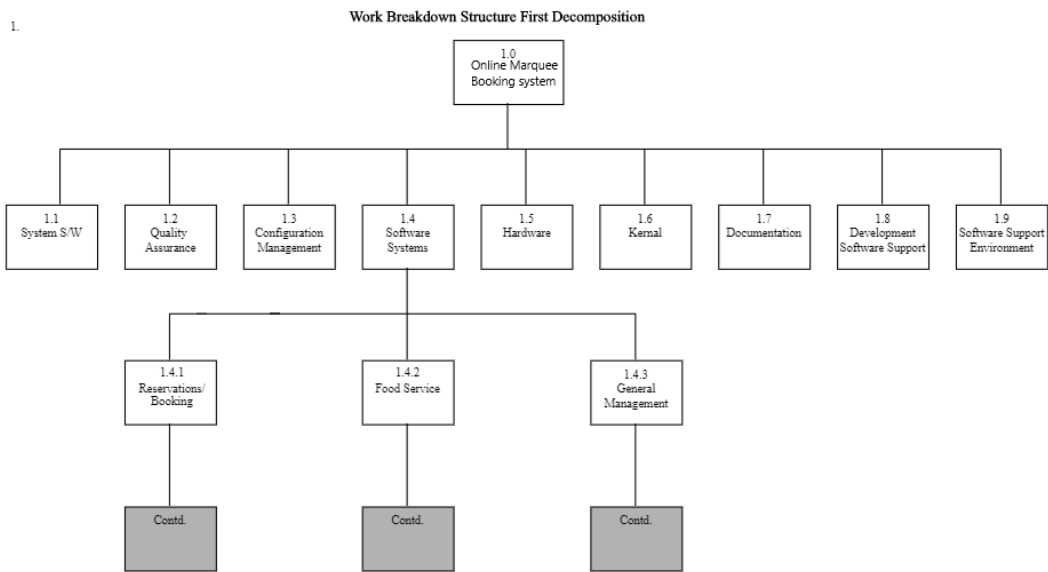 Work Breakdown Structure First Decomposition
1.
1.0
Online Marquee
Booking system
1.1
System S/W
1.2
Quality
Assurance
1.3
Configuration
Management
1.4
Software
Systems
1.5
Hardware
1.6
Kernal
1.7
Documentation
1.8
Development
Software Support
1.9
Software Support
Environment
1.4.1
Reservations/
Booking
1.4.2
Food Service
1.4.3
General
Management
Contd.
Contd.
Contd.